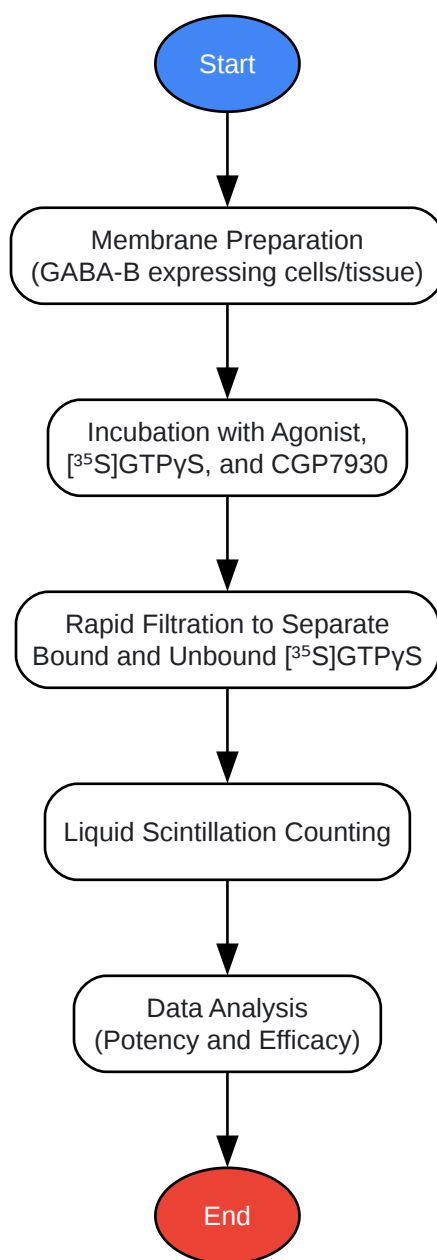 Start
Membrane Preparation
(GABA-B expressing cells/tissue)
Incubation with Agonist,
[³⁵S]GTPγS, and CGP7930
Rapid Filtration to Separate
Bound and Unbound [³⁵S]GTPγS
Liquid Scintillation Counting
Data Analysis
(Potency and Efficacy)
End